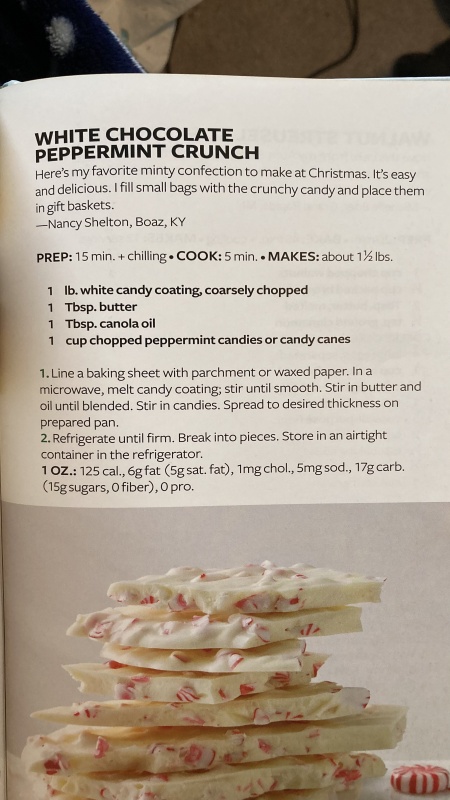 WHITE CHOCOLATE
PEPPERMINT CRUNCH
Here's my favorite minty confection to make at Christmas. It's easy
and delicious. I fill small bags with the crunchy candy and place them
in gift baskets.
—Nancy Shelton, Boaz, KY
PREP: 15 min. + chilling • COOK: 5 min. • MAKES: about 1½ lbs.
1 lb. white candy coating, coarsely chopped
1 Tbsp. butter
1 Tbsp. canola oil
1 cup chopped peppermint candies or candy canes
1. Line a baking sheet with parchment or waxed paper. In a
microwave, melt candy coating; stir until smooth. Stir in butter and
oil until blended. Stir in candies. Spread to desired thickness on
prepared pan.
2. Refrigerate until firm. Break into pieces. Store in an airtight
container in the refrigerator.
1 OZ.: 125 cal., 6g fat (5g sat. fat), 1mg chol., 5mg sod., 17g carb.
(15g sugars, 0 fiber), 0 pro.